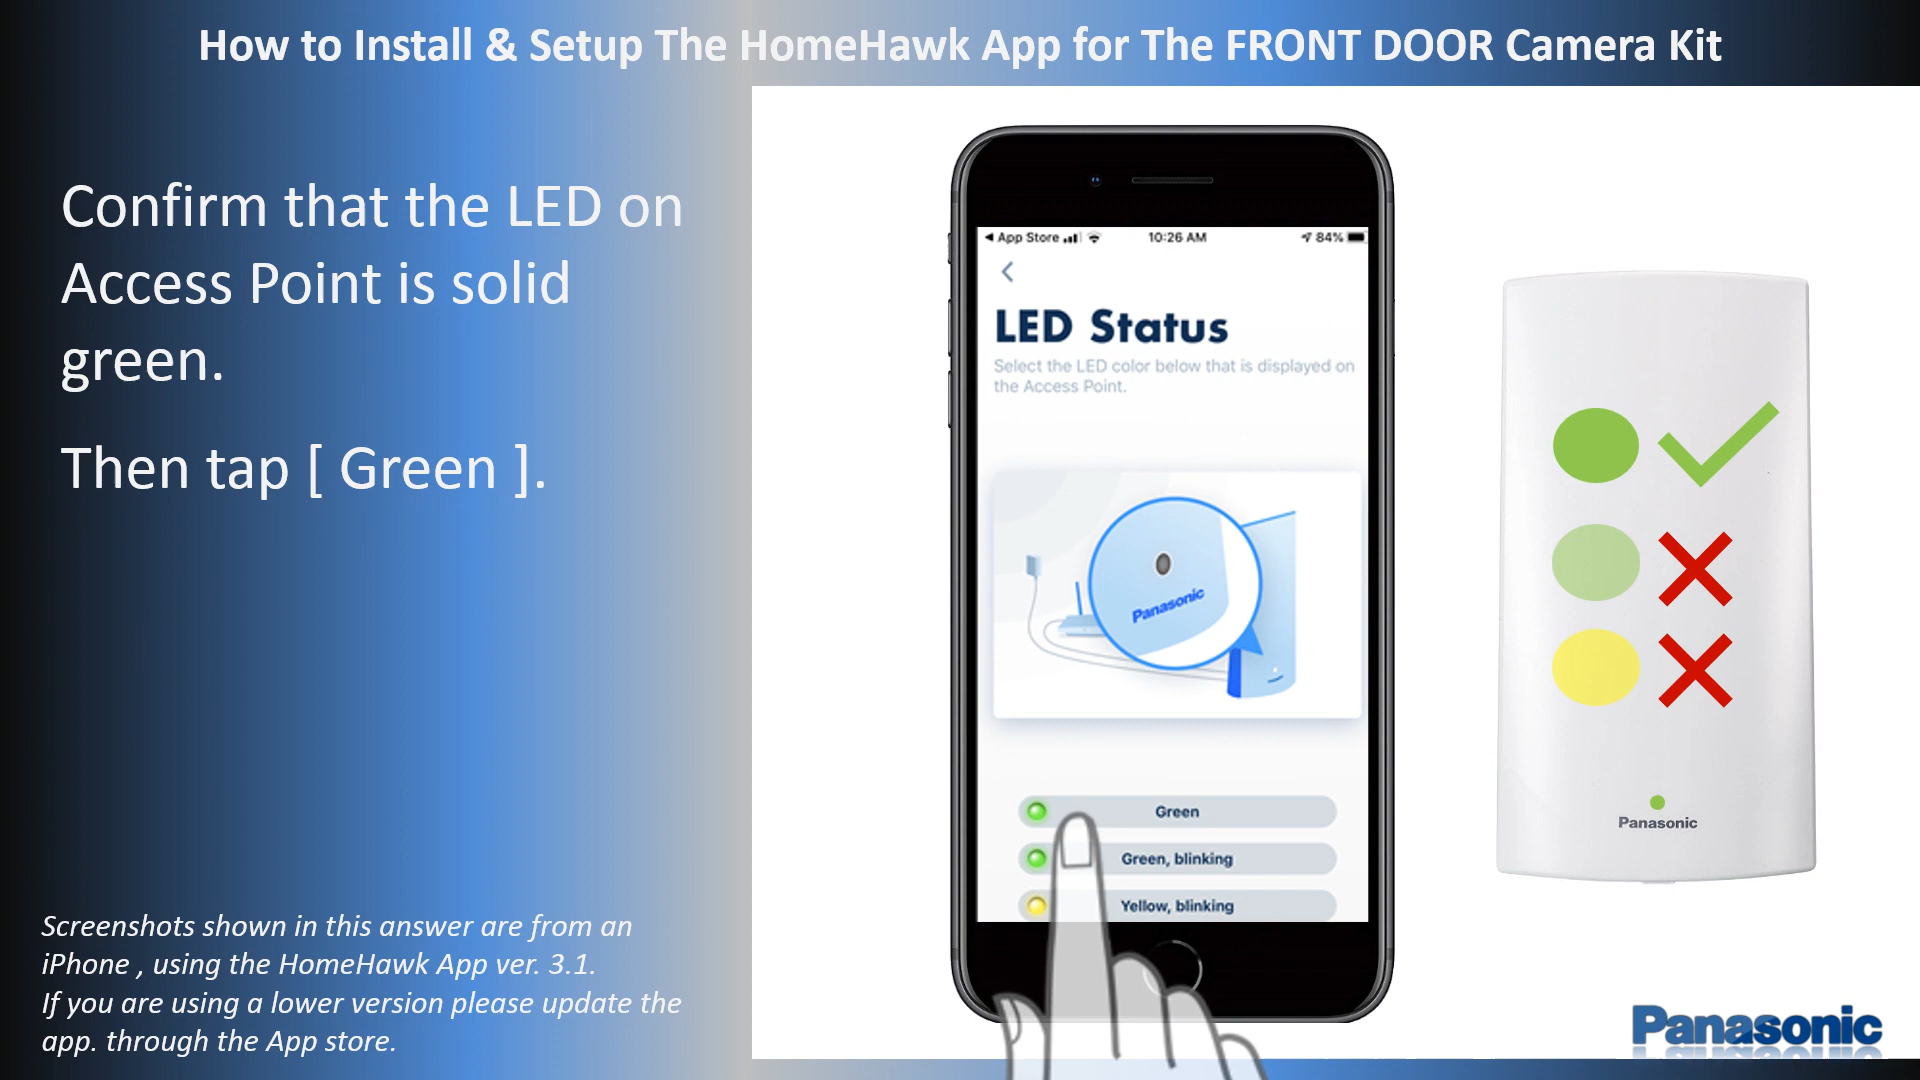 How to Install & Setup The HomeHawk App for The FRONT DOOR Camera Kit
Confirm that the LED on
Access Point is solid
green.
Then tap [ Green ].
Screenshots shown in this answer are from an
iPhone , using the HomeHawk App ver. 3.1.
If you are using a lower version please update the
app. through the App store.
App Store 10:26 AM 84%
LED Status
Select the LED color below that is displayed on
the Access Point.
Panasonic
Green
Green, blinking
Yellow, blinking
Panasonic
Panasonic